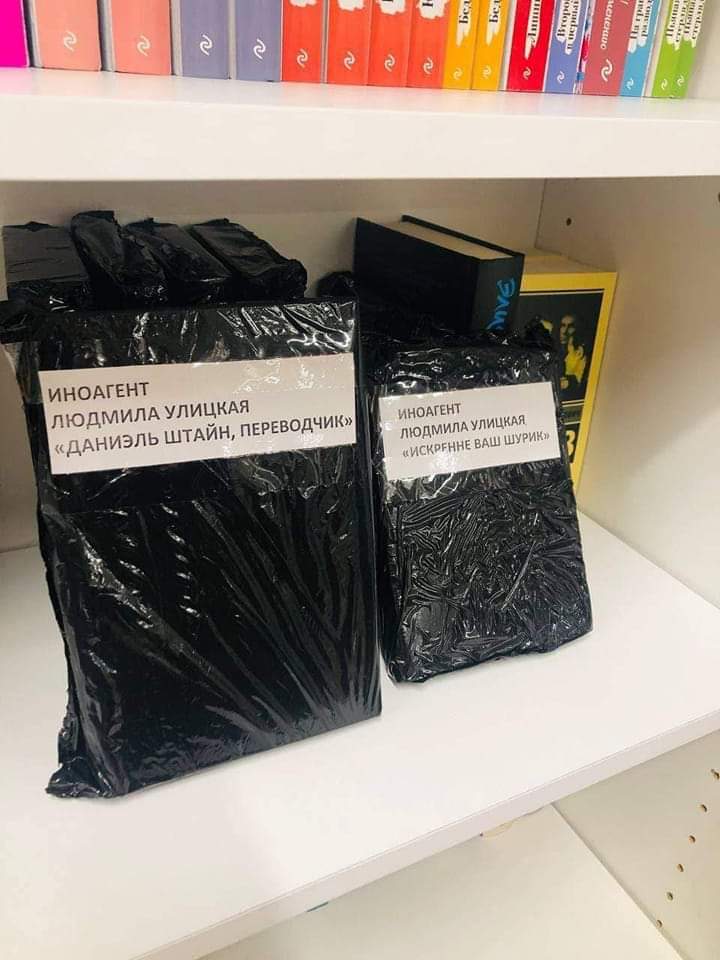 ИНОАГЕНТ
ЛЮДМИЛА УЛИЦКАЯ
«ДАНИЭЛЬ ШТАЙН, ПЕРЕВОДЧИК»
ИНОАГЕНТ
ЛЮДМИЛА УЛИЦКАЯ
«ИСКРЕННЕ ВАШ ШУРИК»